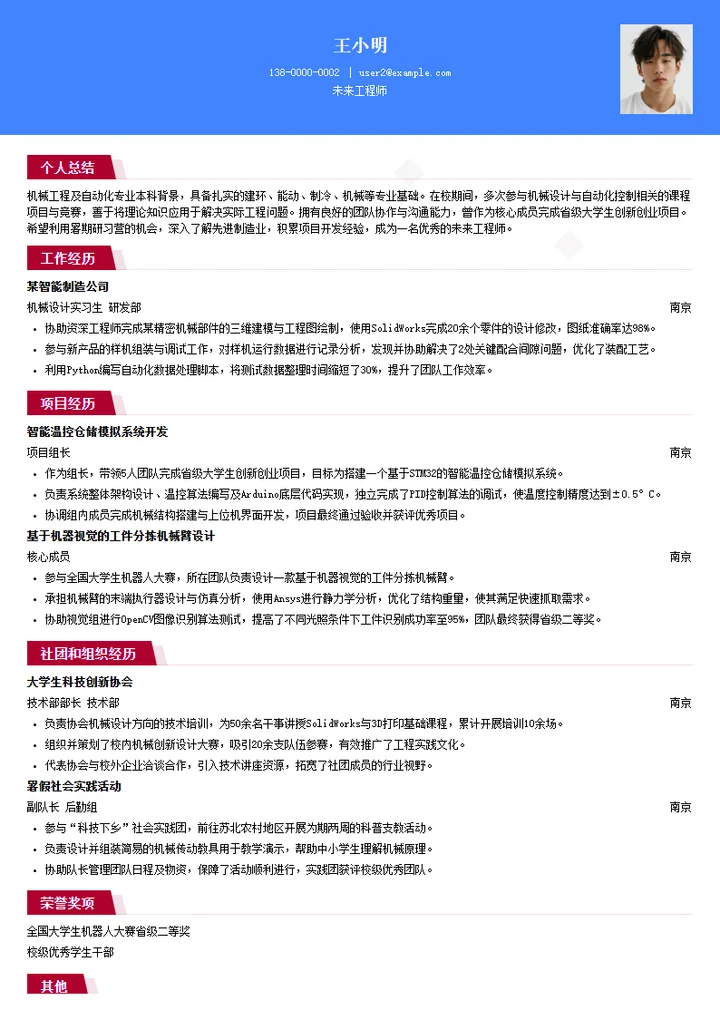 王小明
138-0000-0002 | user2@example.com
未来工程师
个人总结
机械工程及自动化专业本科背景，具备扎实的建环、能动、制冷、机械等专业基础。在校期间，多次参与机械设计与自动化控制相关的课程
项目与竞赛，善于将理论知识应用于解决实际工程问题。拥有良好的团队协作与沟通能力，曾作为核心成员完成省级大学生创新创业项目。
希望利用暑期研习营的机会，深入了解先进制造业，积累项目开发经验，成为一名优秀的未来工程师。
工作经历
某智能制造公司
机械设计实习生 研发部 南京
• 协助资深工程师完成某精密机械部件的三维建模与工程图绘制，使用SolidWorks完成20余个零件的设计修改，图纸准确率达98%。
• 参与新产品的样机组装与调试工作，对样机运行数据进行记录分析，发现并协助解决了2处关键配合间隙问题，优化了装配工艺。
• 利用Python编写自动化数据处理脚本，将测试数据整理时间缩短了30%，提升了团队工作效率。
项目经历
智能温控仓储模拟系统开发
项目组长 南京
• 作为组长，带领5人团队完成省级大学生创新创业项目，目标为搭建一个基于STM32的智能温控仓储模拟系统。
• 负责系统整体架构设计、温控算法编写及Arduino底层代码实现，独立完成了PID控制算法的调试，使温度控制精度达到±0.5°C。
• 协调组内成员完成机械结构搭建与上位机界面开发，项目最终通过验收并获评优秀项目。
基于机器视觉的工件分拣机械臂设计
核心成员 南京
• 参与全国大学生机器人大赛，所在团队负责设计一款基于机器视觉的工件分拣机械臂。
• 承担机械臂的末端执行器设计与仿真分析，使用Ansys进行静力学分析，优化了结构重量，使其满足快速抓取需求。
• 协助视觉组进行OpenCV图像识别算法测试，提高了不同光照条件下工件识别成功率至95%，团队最终获得省级二等奖。
社团和组织经历
大学生科技创新协会
技术部部长 技术部 南京
• 负责协会机械设计方向的技术培训，为50余名干事讲授SolidWorks与3D打印基础课程，累计开展培训10余场。
• 组织并策划了校内机械创新设计大赛，吸引20余支队伍参赛，有效推广了工程实践文化。
• 代表协会与校外企业洽谈合作，引入技术讲座资源，拓宽了社团成员的行业视野。
暑假社会实践活动
副队长 后勤组 南京
• 参与“科技下乡”社会实践团，前往苏北农村地区开展为期两周的科普支教活动。
• 负责设计并组装简易的机械传动教具用于教学演示，帮助中小学生理解机械原理。
• 协助队长管理团队日程及物资，保障了活动顺利进行，实践团获评校级优秀团队。
荣誉奖项
全国大学生机器人大赛省级二等奖
校级优秀学生干部
其他